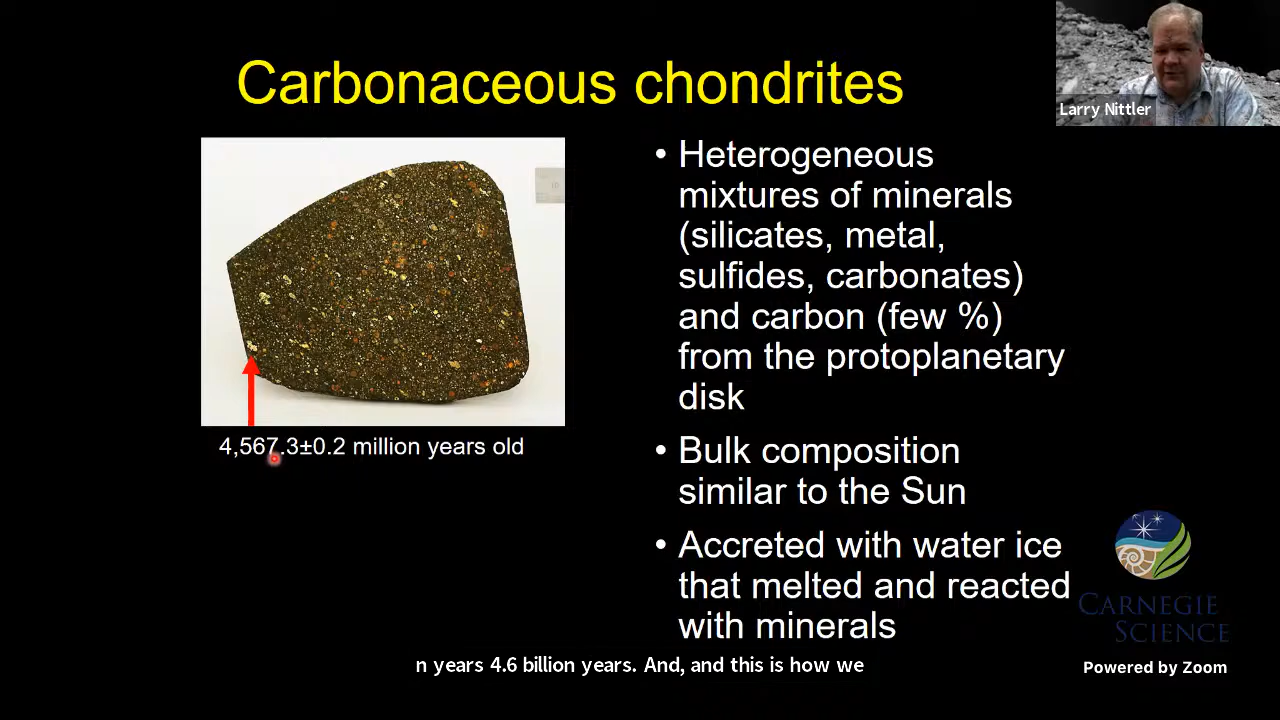 Carbonaceous chondrites
Larry Nittler
• Heterogeneous
mixtures of minerals
(silicates, metal,
sulfides, carbonates)
and carbon (few %)
from the protoplanetary
disk
4,567.3±0.2 million years old
• Bulk composition
similar to the Sun
• Accreted with water ice
that melted and reacted
with minerals
CARNEGIE
SCIENCE
n years 4.6 billion years. And, and this is how we
Powered by Zoom